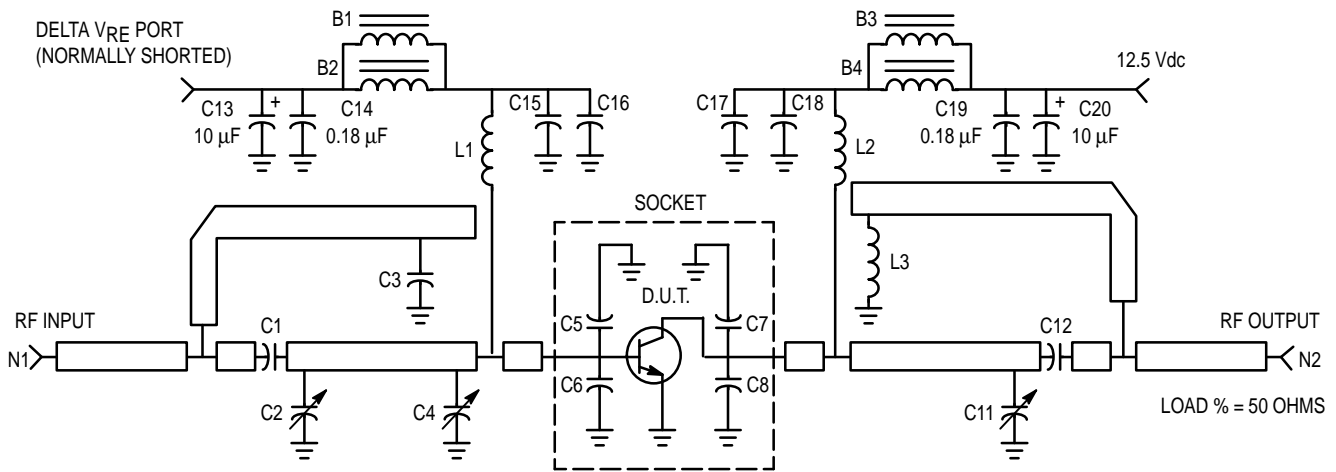 DELTA VRE PORT
(NORMALLY SHORTED)
B1
B2
B3
B4
12.5 Vdc
C13
+
10 µF
C14
0.18 µF
C15
C16
C17
C18
C19
0.18 µF
+
C20
10 µF
L1
L2
SOCKET
C3
L3
D.U.T.
RF INPUT
C1
C5
C7
C12
RF OUTPUT
N1
N2
C6
C8
C2
C4
C11
LOAD % = 50 OHMS